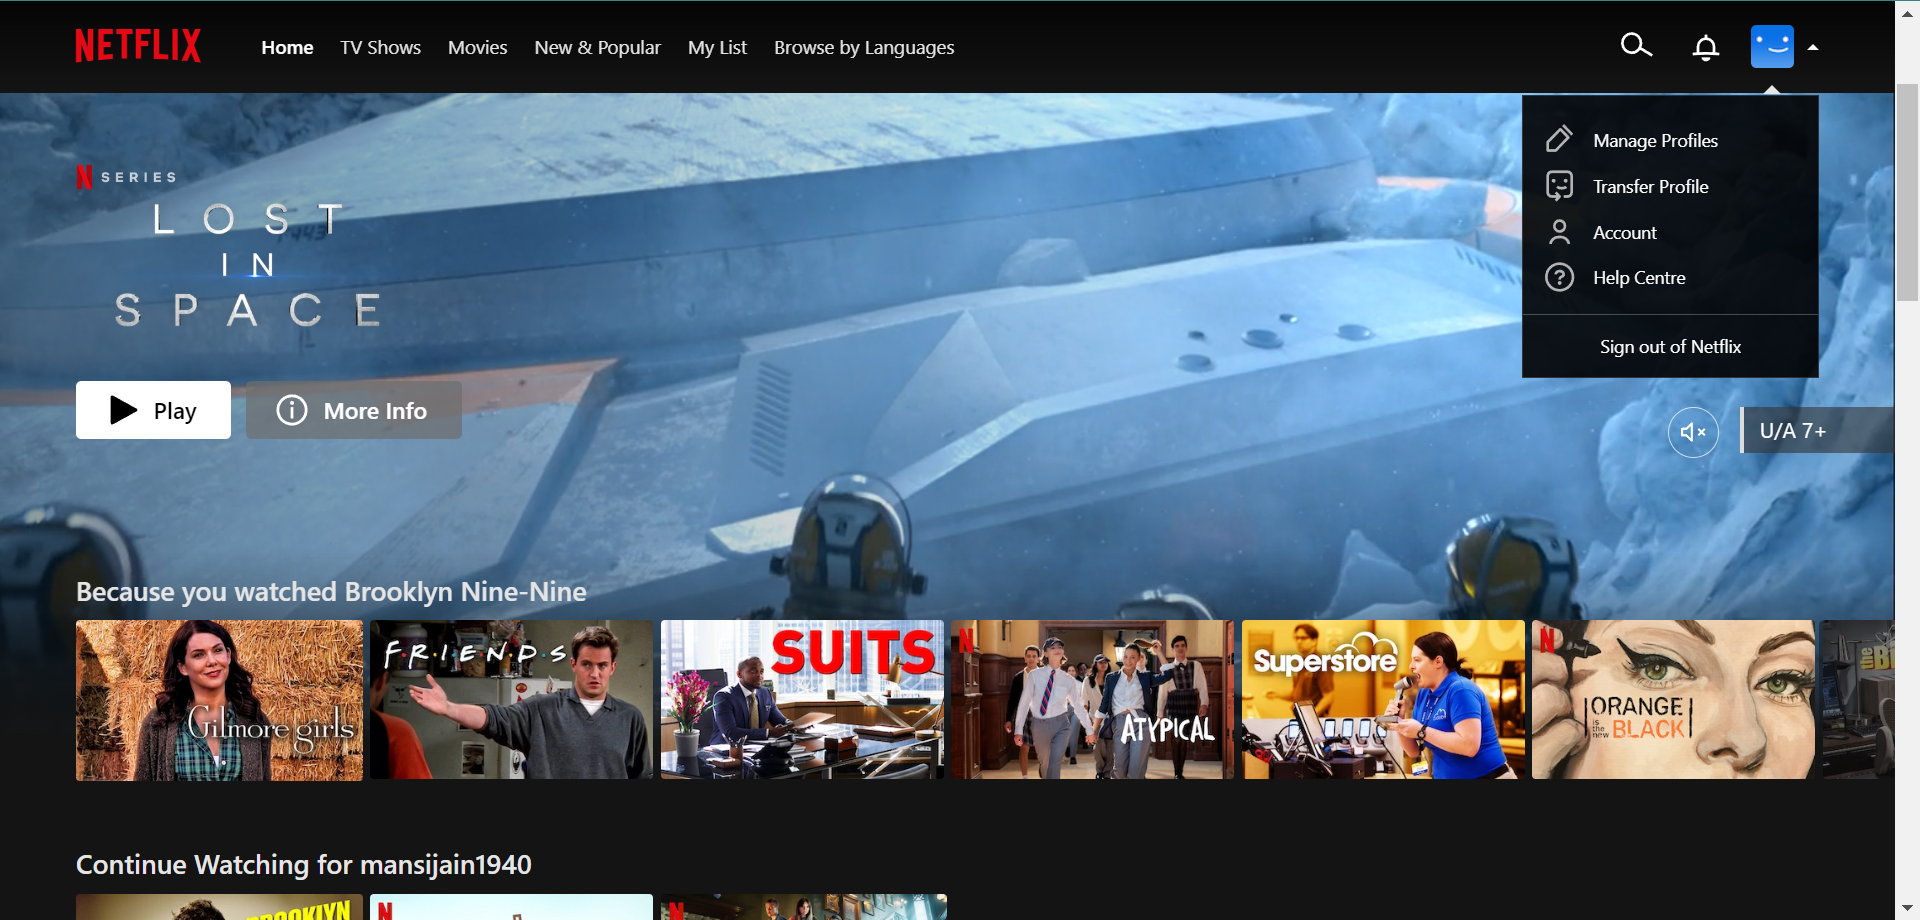 NETFLIX
Home TV Shows Movies New & Popular My List Browse by Languages
Manage Profiles
Transfer Profile
Account
Help Centre
Sign out of Netflix
N SERIES
LOST
IN
SPACE
Play
More Info
U/A 7+
Because you watched Brooklyn Nine-Nine
Gilmore girls
FRIENDS
SUITS
N
ATYPICAL
Superstore
N
ORANGE
is the new BLACK
Continue Watching for mansijain1940
BROOKLYN
N
N